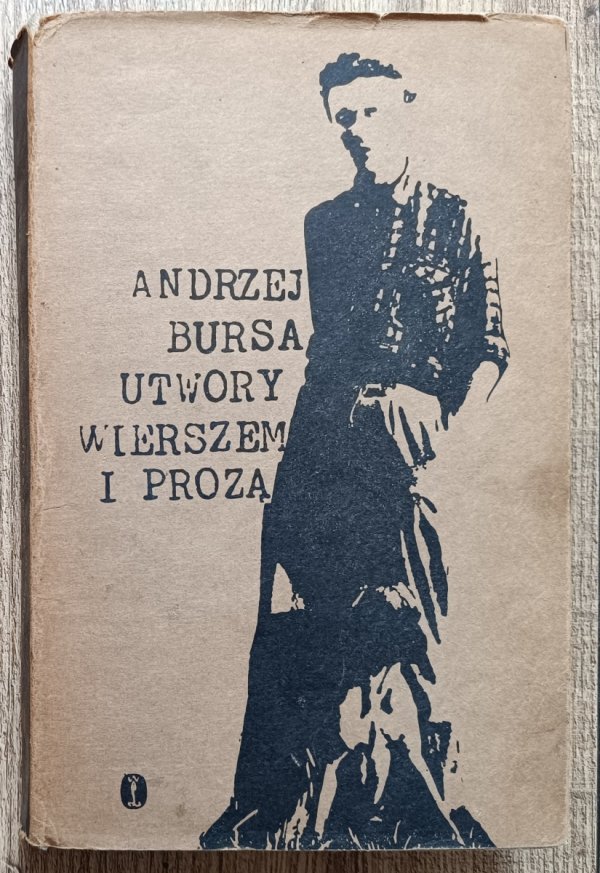 ANDRZEJ
BURSA
UTWORY
WIERSZEM
I PROZĄ